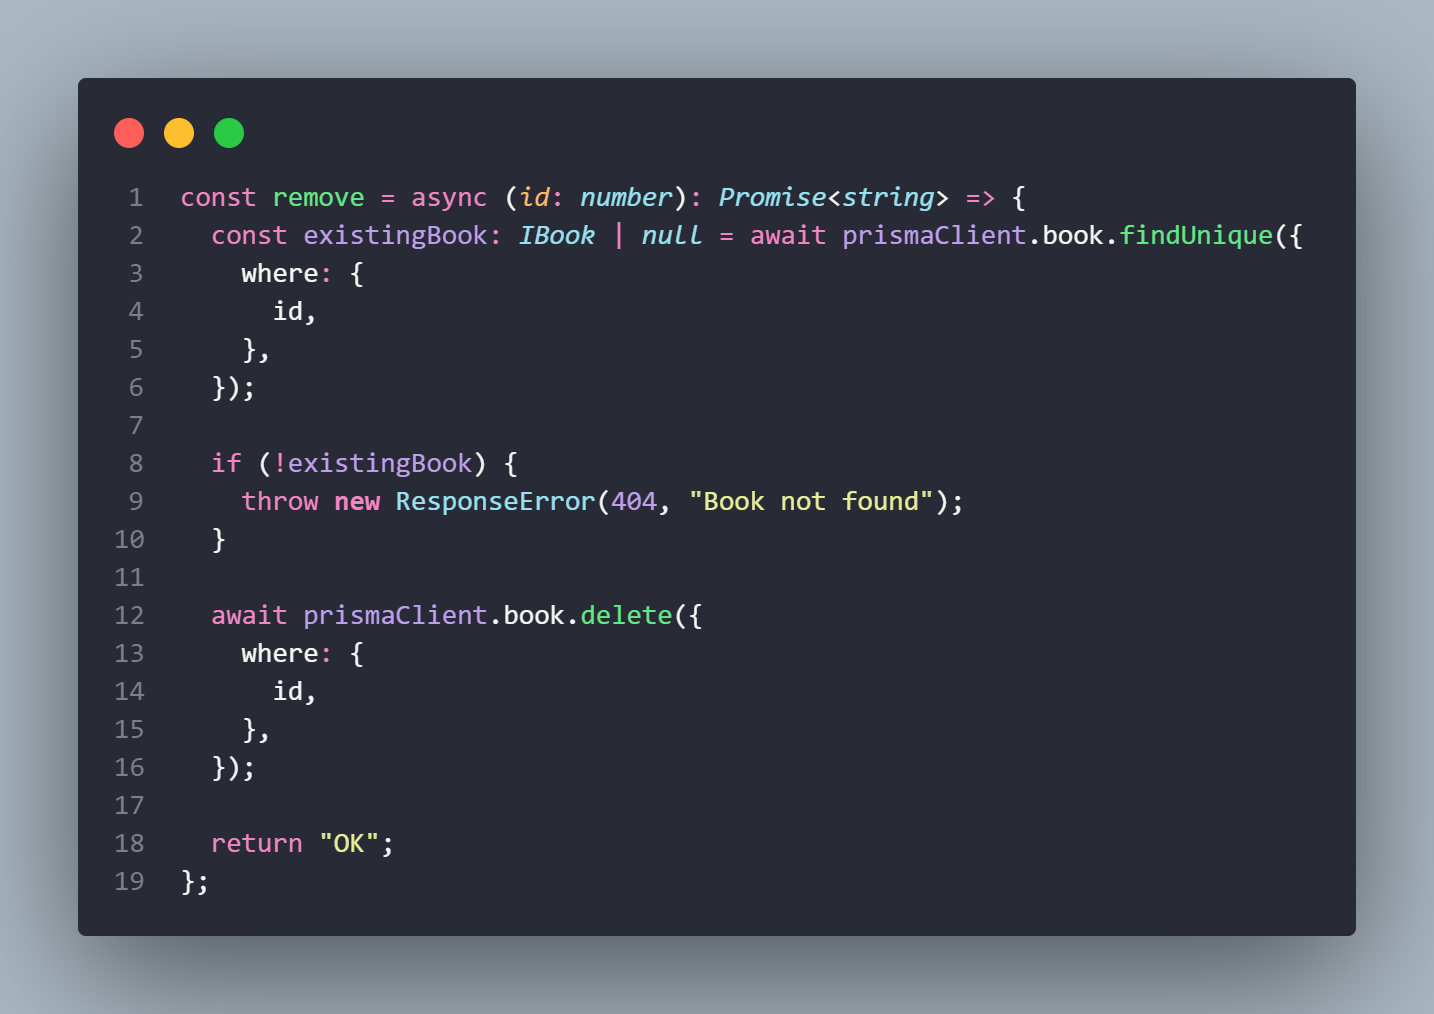 1 const remove = async (id: number): Promise<string> => {
2   const existingBook: IBook | null = await prismaClient.book.findUnique({
3     where: {
4       id,
5     },
6   });
7
8   if (!existingBook) {
9     throw new ResponseError(404, "Book not found");
10   }
11
12   await prismaClient.book.delete({
13     where: {
14       id,
15     },
16   });
17
18   return "OK";
19 };